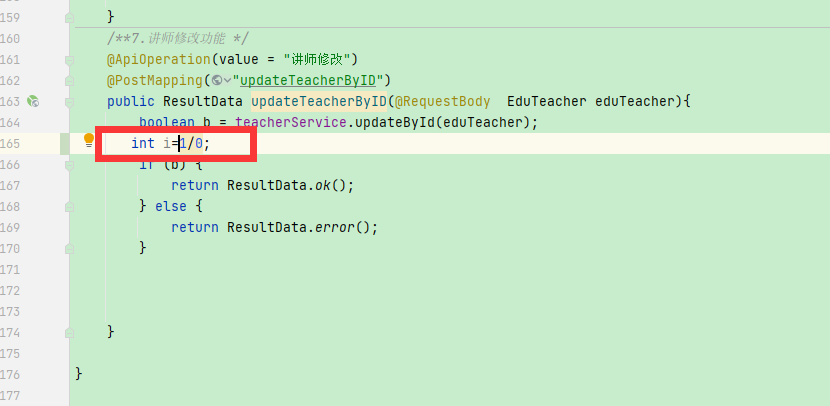 159 }
160 /**7.讲师修改功能 */
161 @ApiOperation(value = "讲师修改")
162 @PostMapping("updateTeacherByID")
163 public ResultData updateTeacherByID(@RequestBody EduTeacher eduTeacher){
164 boolean b = teacherService.updateById(eduTeacher);
165 int i=1/0;
166 if (b) {
167 return ResultData.ok();
168 } else {
169 return ResultData.error();
170 }
171
172
173
174 }
175
176 }
177